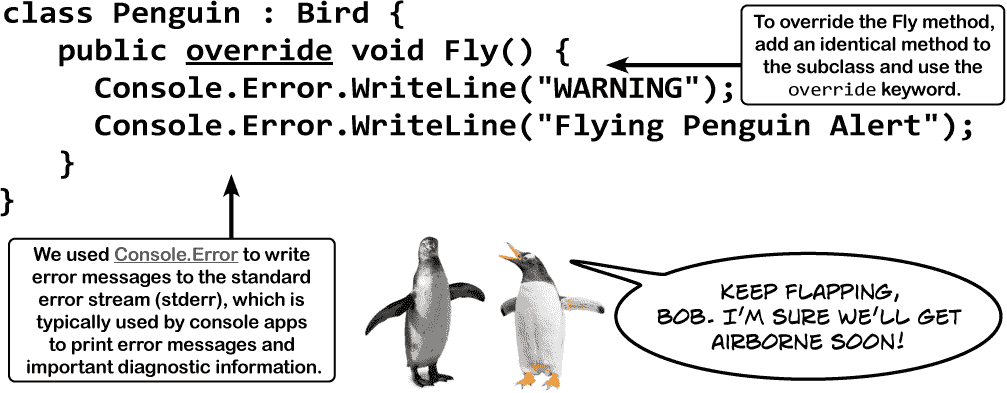 class Penguin : Bird {
public override void Fly() {
Console.Error.WriteLine("WARNING");
Console.Error.WriteLine("Flying Penguin Alert");
}
}
To override the Fly method,
add an identical method to
the subclass and use the
override keyword.
We used Console.Error to write
error messages to the standard
error stream (stderr), which is
typically used by console apps
to print error messages and
important diagnostic information.
KEEP FLAPPING,
BOB. I'M SURE WE'LL GET
AIRBORNE SOON!